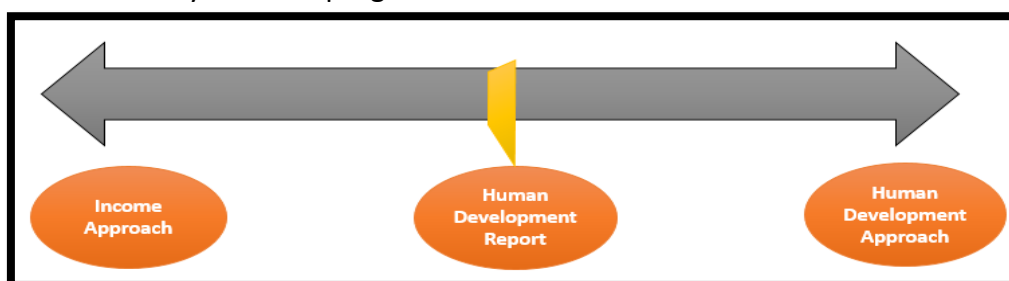 Income
Approach
Human
Development
Report
Human
Development
Approach